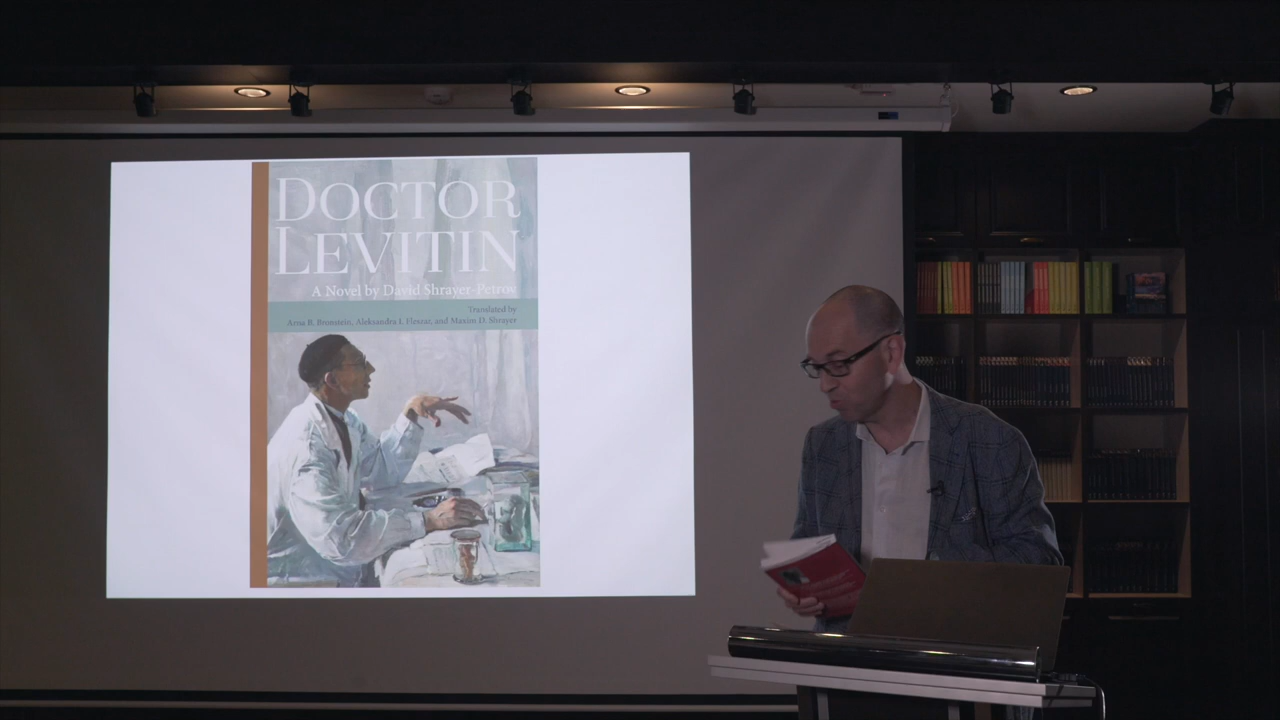 DOCTOR
LEVITIN
A Novel by David Shrayer-Petrov
Translated by
Arna B. Bronstein, Aleksandra I. Fleszar, and Maxim D. Shrayer